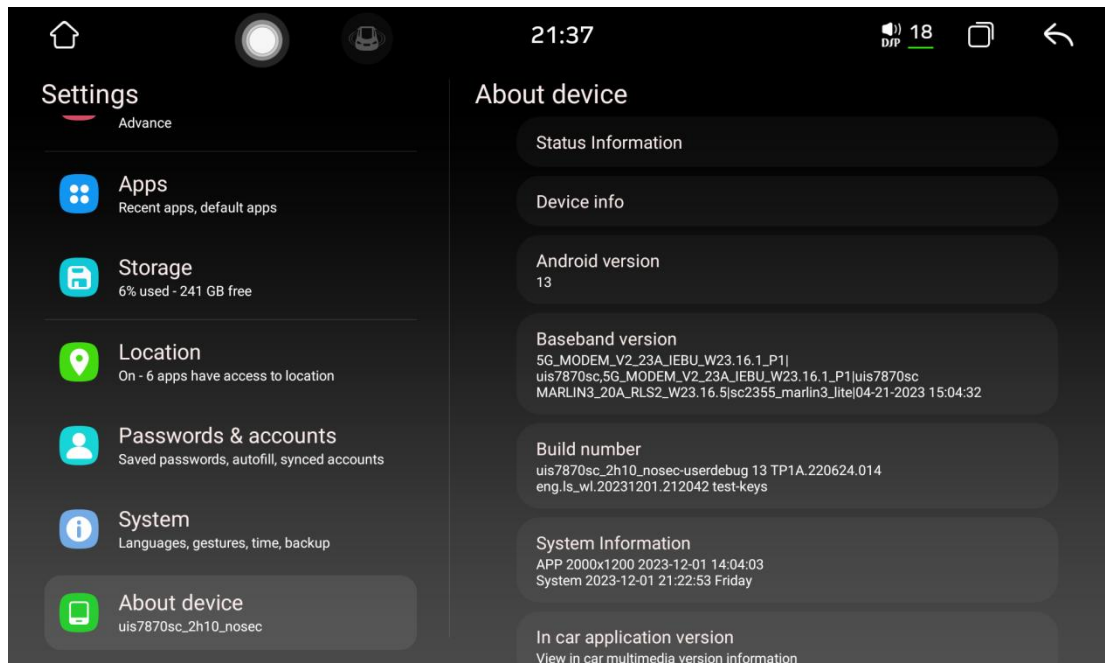 21:37
DSP
18
Settings
Advance
Apps
Recent apps, default apps
Storage
6% used - 241 GB free
Location
On - 6 apps have access to location
Passwords & accounts
Saved passwords, autofill, synced accounts
System
Languages, gestures, time, backup
About device
uis7870sc_2h10_nosec
About device
Status Information
Device info
Android version
13
Baseband version
5G_MODEM_V2_23A_IEBU_W23.16.1_P1|
uis7870sc,5G_MODEM_V2_23A_IEBU_W23.16.1_P1|uis7870sc
MARLIN3_20A_RLS2_W23.16.5|sc2355_marlin3_lite|04-21-2023 15:04:32
Build number
uis7870sc_2h10_nosec-userdebug 13 TP1A.220624.014
eng.ls_wl.20231201.212042 test-keys
System Information
APP 2000x1200 2023-12-01 14:04:03
System 2023-12-01 21:22:53 Friday
In car application version
View in car multimedia version information